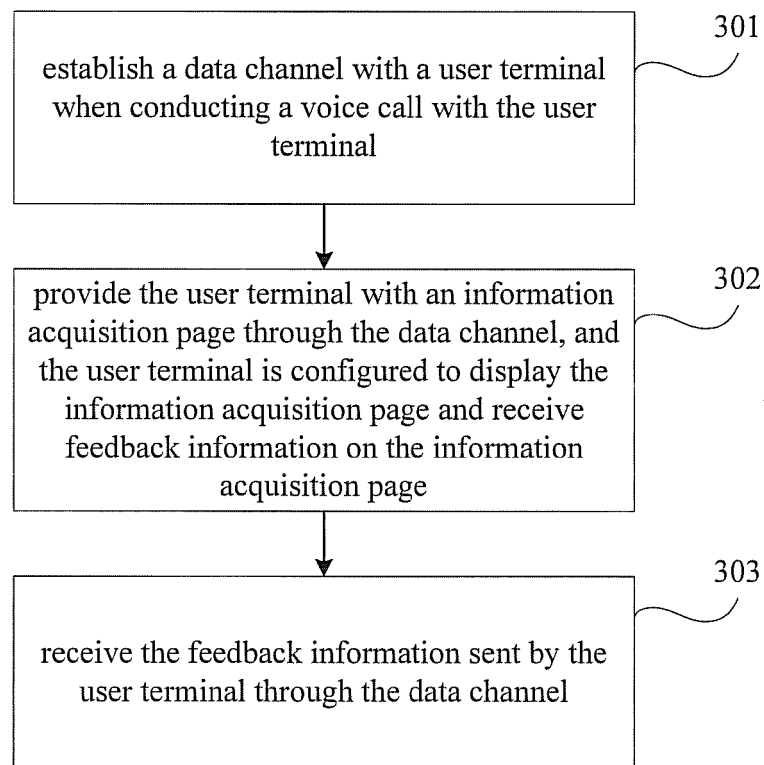 301
establish a data channel with a user terminal
when conducting a voice call with the user
terminal
302
provide the user terminal with an information
acquisition page through the data channel, and
the user terminal is configured to display the
information acquisition page and receive
feedback information on the information
acquisition page
303
receive the feedback information sent by the
user terminal through the data channel